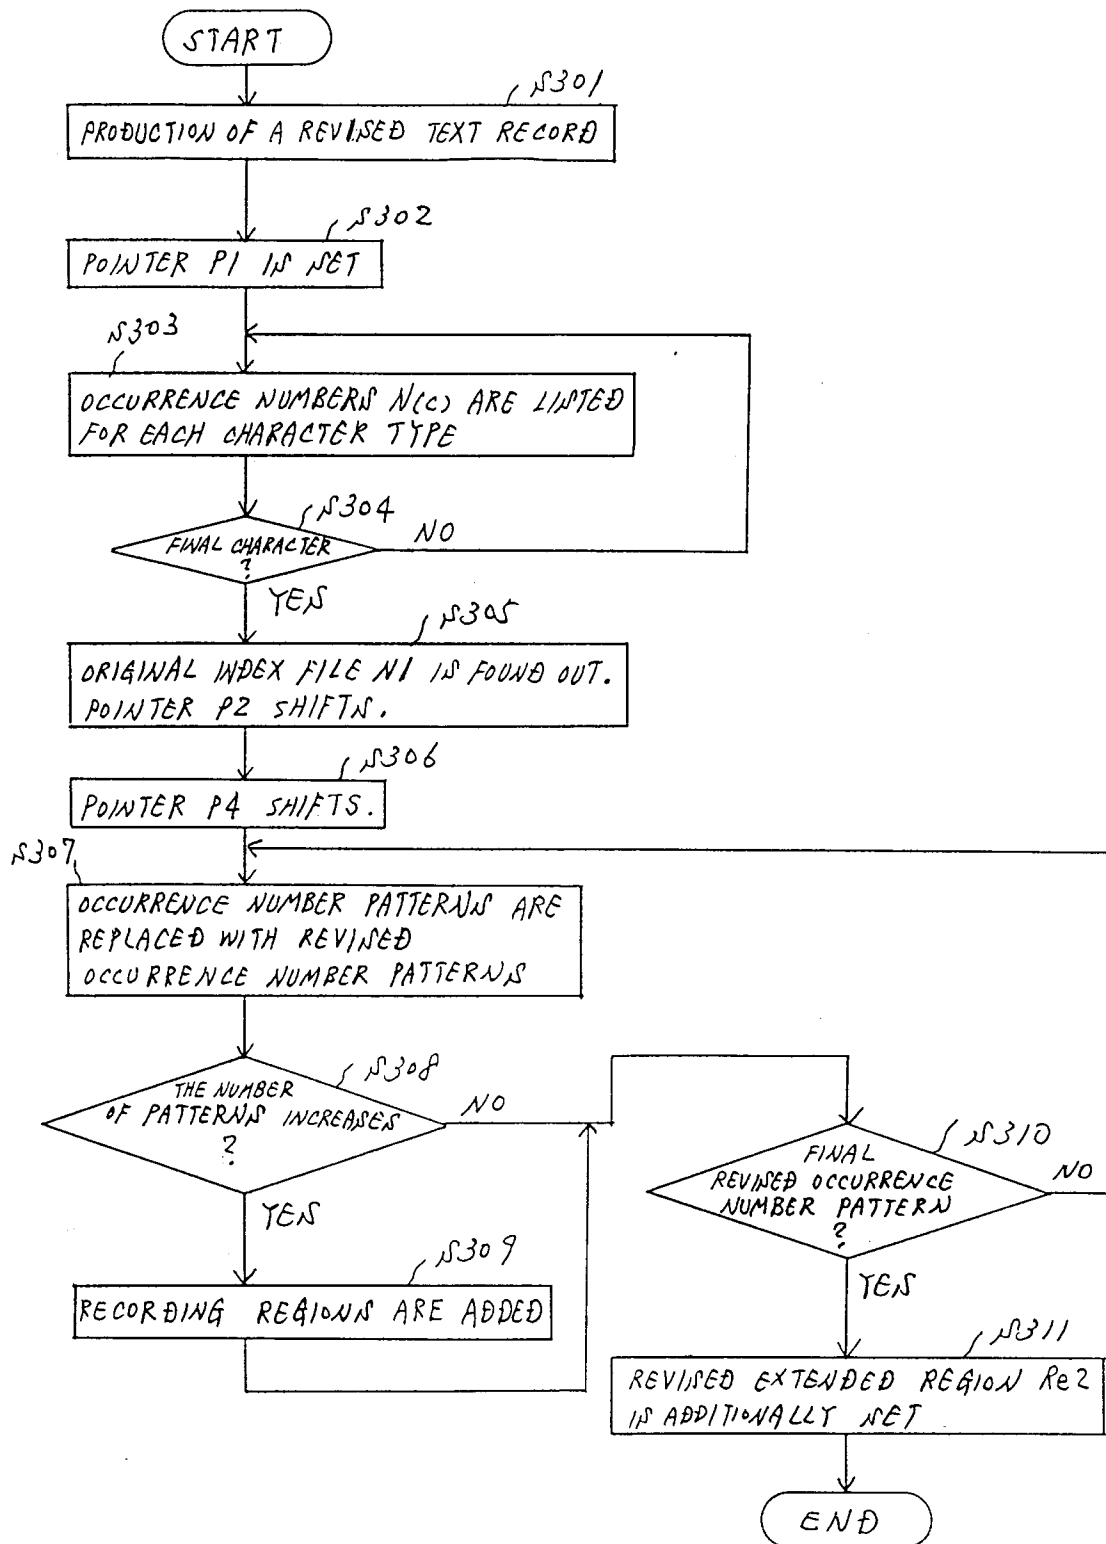 START
S301
PRODUCTION OF A REVISED TEXT RECORD
S302
POINTER P1 IS SET
S303
OCCURRENCE NUMBERS N(C) ARE LISTED
FOR EACH CHARACTER TYPE
S304
FINAL CHARACTER
?
NO
YES
S305
ORIGINAL INDEX FILE N1 IS FOUND OUT.
POINTER P2 SHIFTS.
S306
POINTER P4 SHIFTS.
S307
OCCURRENCE NUMBER PATTERNS ARE
REPLACED WITH REVISED
OCCURRENCE NUMBER PATTERNS
S308
THE NUMBER
OF PATTERNS INCREASES
?
NO
YES
S309
RECORDING REGIONS ARE ADDED
S310
FINAL
REVISED OCCURRENCE
NUMBER PATTERN
?
NO
YES
S311
REVISED EXTENDED REGION Re2
IS ADDITIONALLY SET
END